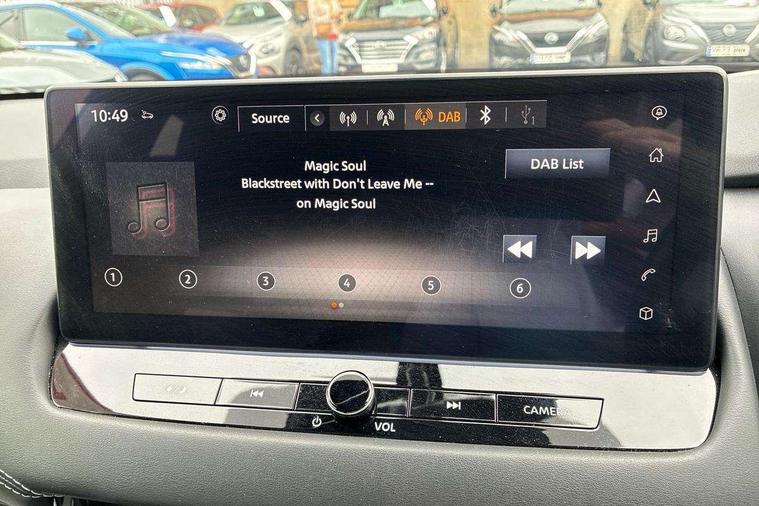 10:49
Source
DAB
1
Magic Soul
Blackstreet with Don't Leave Me --
on Magic Soul
DAB List
1
2
3
4
5
6
CAMERA
VOL